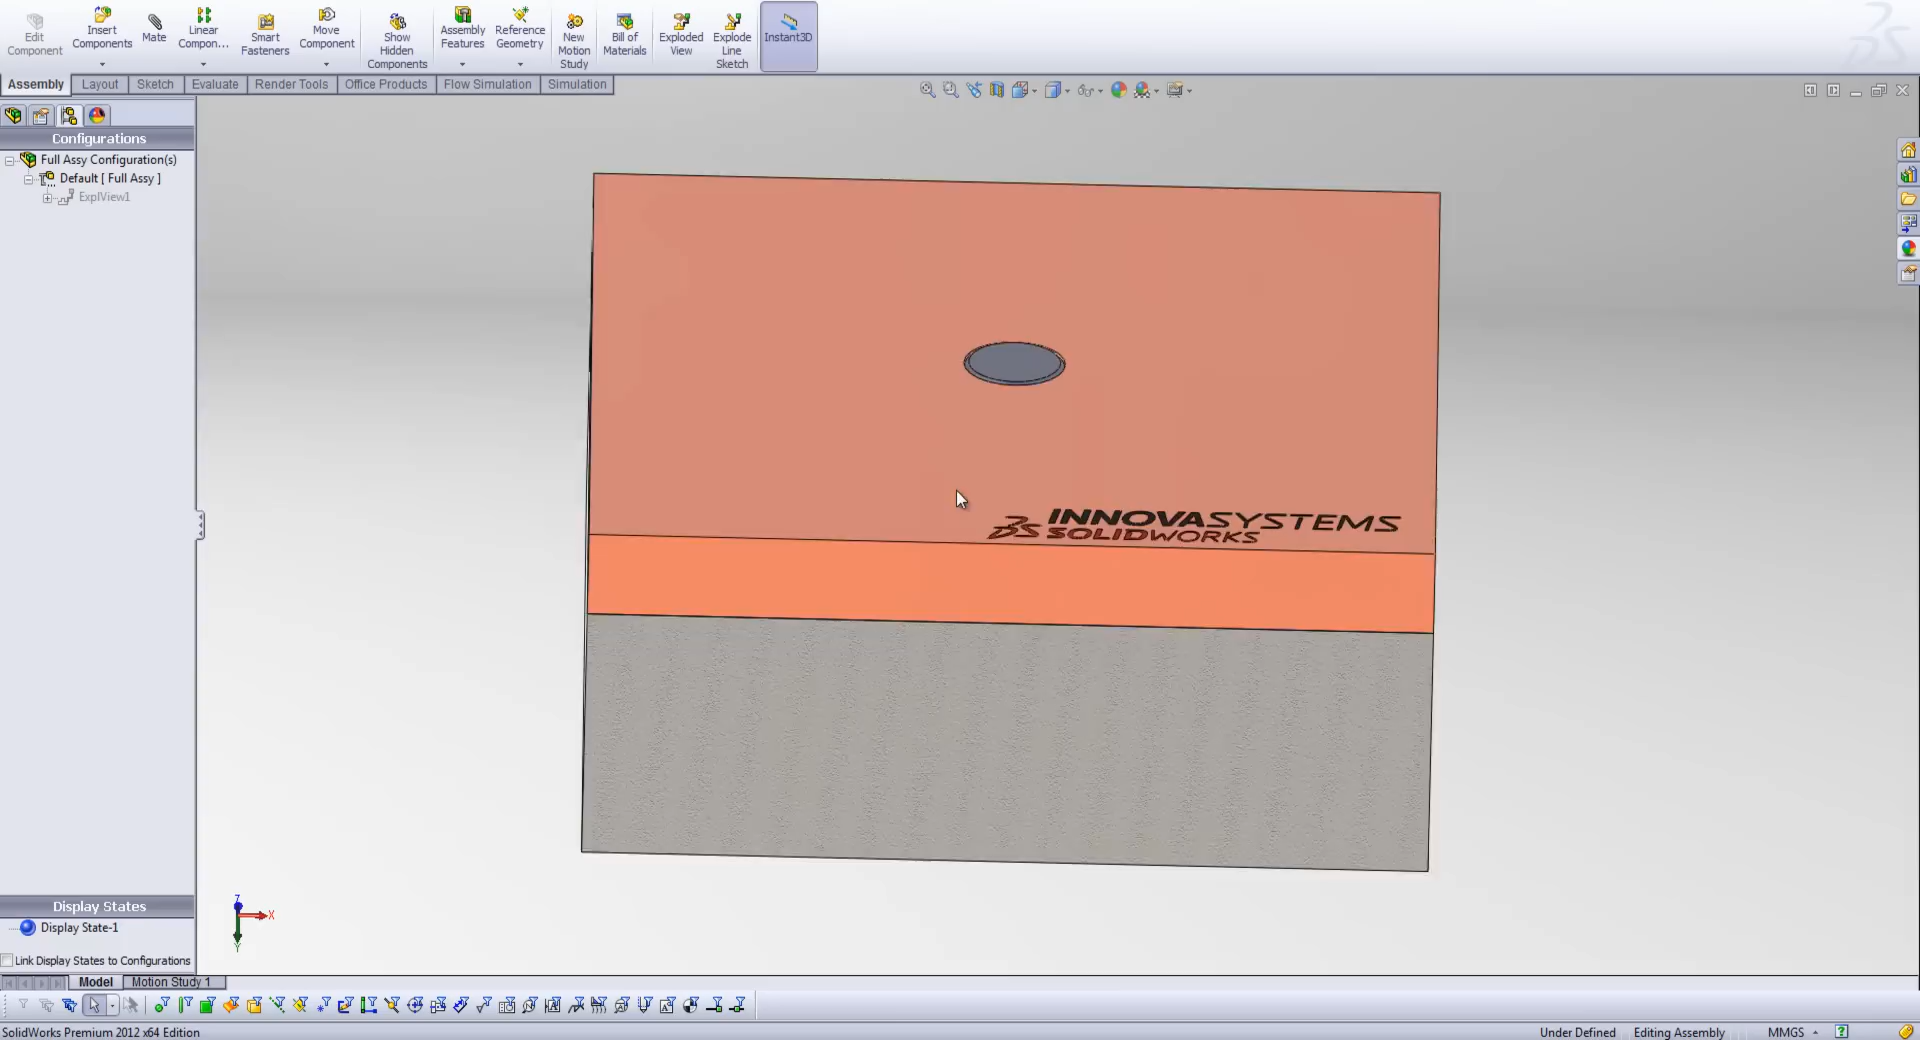 Edit Component
Insert Components
Mate
Linear Compon...
Smart Fasteners
Move Component
Show Hidden Components
Assembly Features
Reference Geometry
New Motion Study
Bill of Materials
Exploded View
Explode Line Sketch
Instant3D
Assembly Layout Sketch Evaluate Render Tools Office Products Flow Simulation Simulation
Configurations
Full Assy Configuration(s)
Default [ Full Assy ]
ExplView1
INNOVASYSTEMS
SOLIDWORKS
Z
X
Y
Display States
Display State-1
Link Display States to Configurations
Model Motion Study 1
SolidWorks Premium 2012 x64 Edition
Under Defined Editing Assembly MMGS